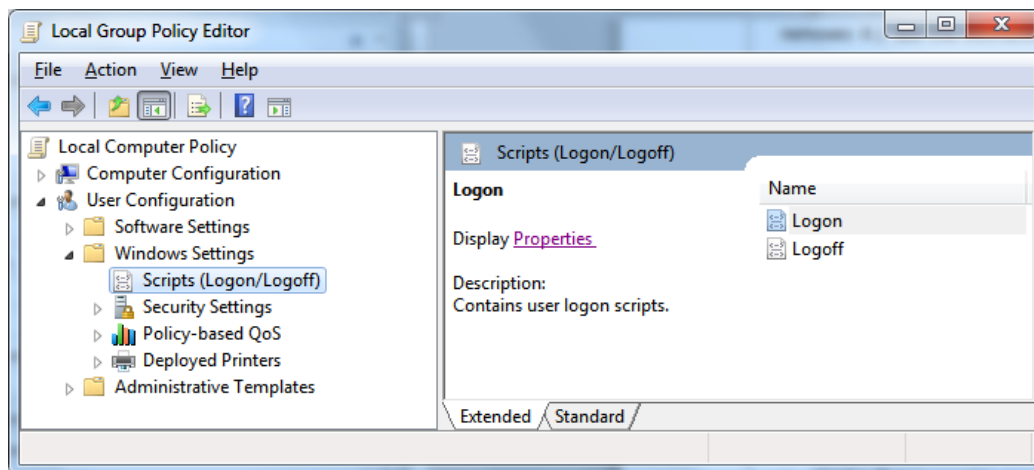 Local Group Policy Editor
File Action View Help
Local Computer Policy
Computer Configuration
User Configuration
Software Settings
Windows Settings
Scripts (Logon/Logoff)
Security Settings
Policy-based QoS
Deployed Printers
Administrative Templates
Scripts (Logon/Logoff)
Logon
Display Properties
Description:
Contains user logon scripts.
Name
Logon
Logoff
Extended Standard